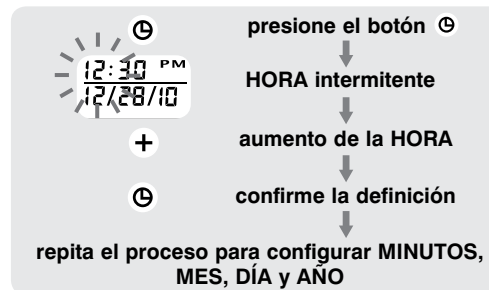 presione el botón
12:30 PM
12/28/10
HORA intermitente
+
aumento de la HORA
confirme la definición
repita el proceso para configurar MINUTOS,
MES, DÍA y AÑO